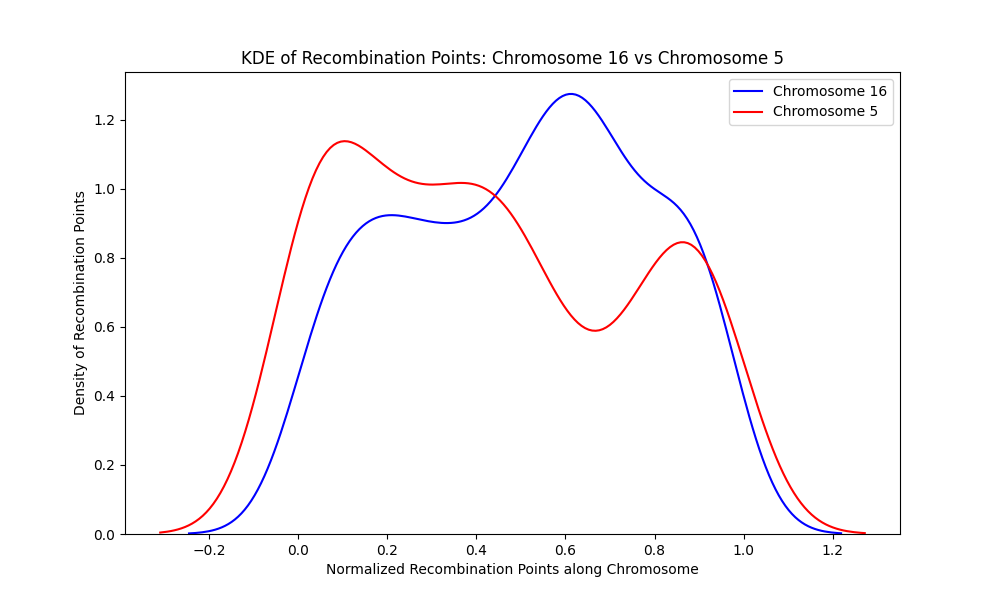 KDE of Recombination Points: Chromosome 16 vs Chromosome 5
Chromosome 16
Chromosome 5
1.2
1.0
0.8
0.6
0.4
0.2
0.0
Density of Recombination Points
−0.2 0.0 0.2 0.4 0.6 0.8 1.0 1.2
Normalized Recombination Points along Chromosome